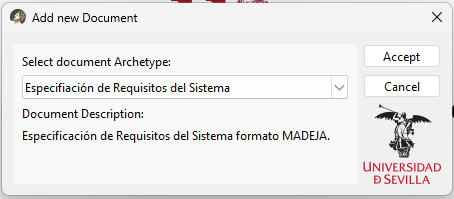 Add new Document
Select document Archetype:
Accept
Especifiación de Requisitos del Sistema
Cancel
Document Description:
Especificación de Requisitos del Sistema formato MADEJA.
UNIVERSIDAD
Ð SEVILLA